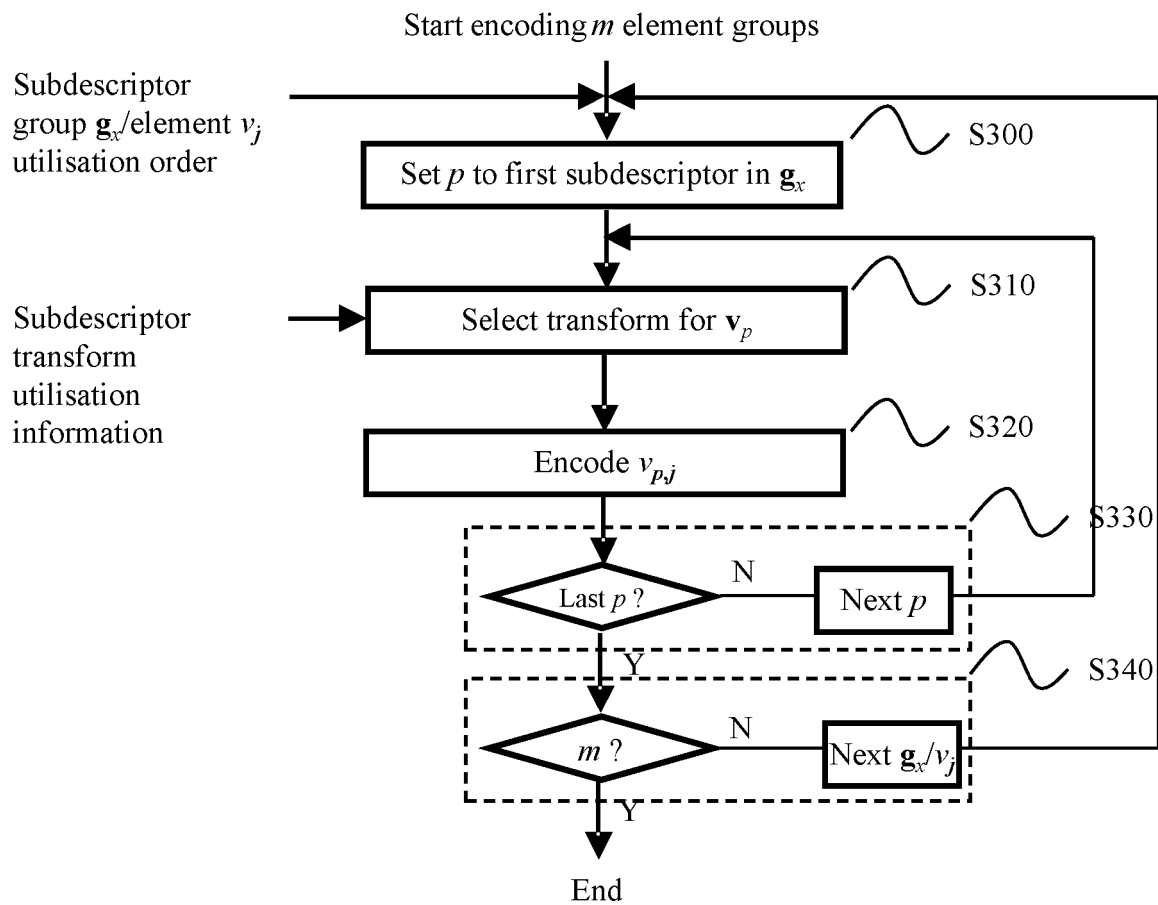 Start encoding m element groups
Subdescriptor
group gx/element vj
utilisation order
S300
Set p to first subdescriptor in gx
S310
Subdescriptor
transform
utilisation
information
Select transform for vp
S320
Encode vp,j
S330
Last p ?
N
Next p
Y
S340
m ?
N
Next gx/vj
Y
End